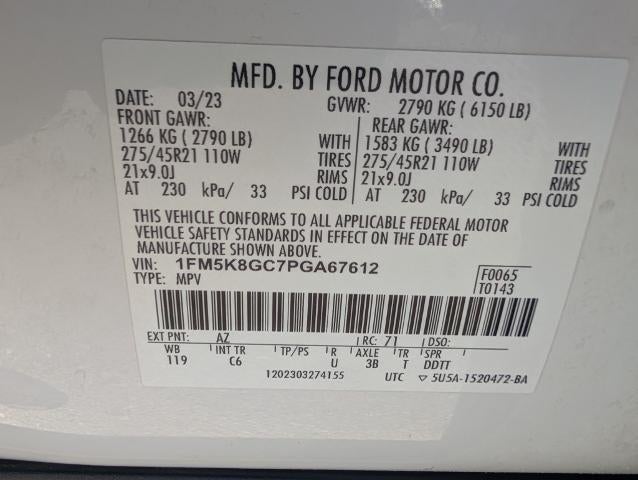 MFD. BY FORD MOTOR CO.
DATE: 03/23 GVWR: 2790 KG ( 6150 LB)
FRONT GAWR: REAR GAWR:
1266 KG ( 2790 LB) WITH 1583 KG ( 3490 LB) WITH
275/45R21 110W TIRES 275/45R21 110W TIRES
21x9.0J RIMS 21x9.0J RIMS
AT 230 kPa/ 33 PSI COLD AT 230 kPa/ 33 PSI COLD
THIS VEHICLE CONFORMS TO ALL APPLICABLE FEDERAL MOTOR
VEHICLE SAFETY STANDARDS IN EFFECT ON THE DATE OF
MANUFACTURE SHOWN ABOVE.
VIN: 1FM5K8GC7PGA67612 F0065
TYPE: MPV T0143
EXT PNT: AZ RC: 71 DSO:
WB INT TR TP/PS R AXLE TR SPR
119 C6 U 3B T DDTT
1202303274155 UTC 5U5A-1520472-BA